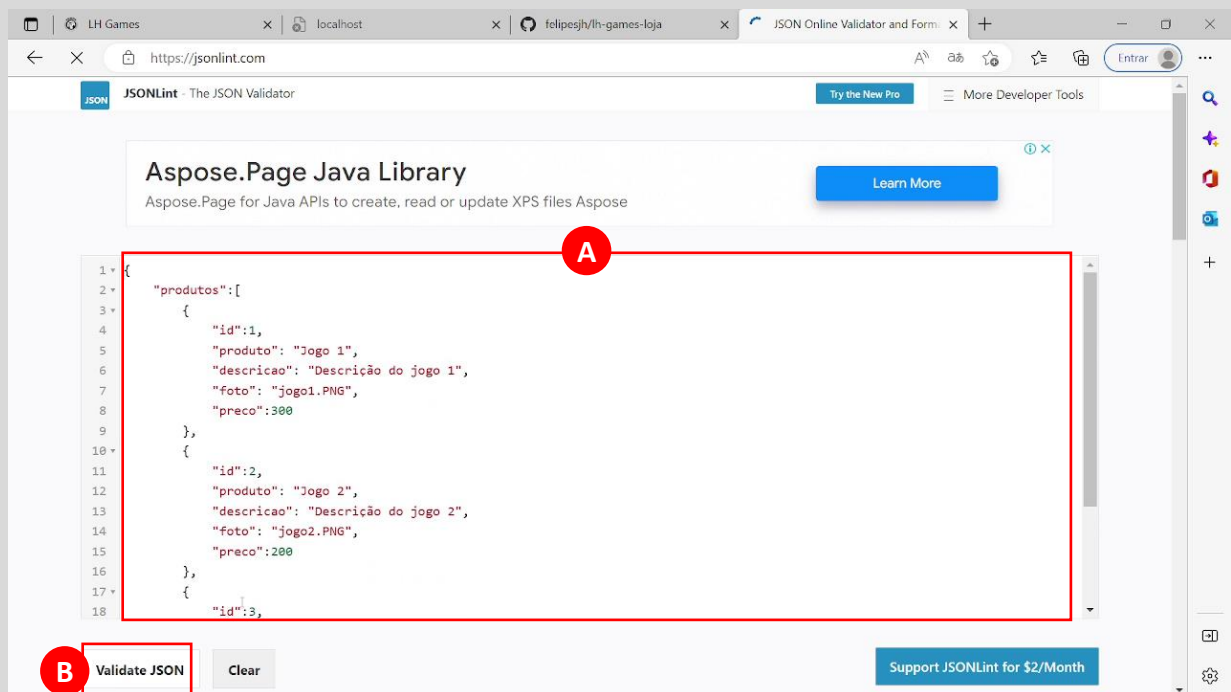 LH Games
localhost
felipesjh/lh-games-loja
JSON Online Validator and Form
https://jsonlint.com
Entrar
JSON
JSONLint - The JSON Validator
Try the New Pro
More Developer Tools
Aspose.Page Java Library
Aspose.Page for Java APIs to create, read or update XPS files Aspose
Learn More
A
1 {
2 "produtos":[
3 {
4 "id":1,
5 "produto": "Jogo 1",
6 "descricao": "Descrição do jogo 1",
7 "foto": "jogo1.PNG",
8 "preco":300
9 },
10 {
11 "id":2,
12 "produto": "Jogo 2",
13 "descricao": "Descrição do jogo 2",
14 "foto": "jogo2.PNG",
15 "preco":200
16 },
17 {
18 "id":3,
B
Validate JSON
Clear
Support JSONLint for $2/Month